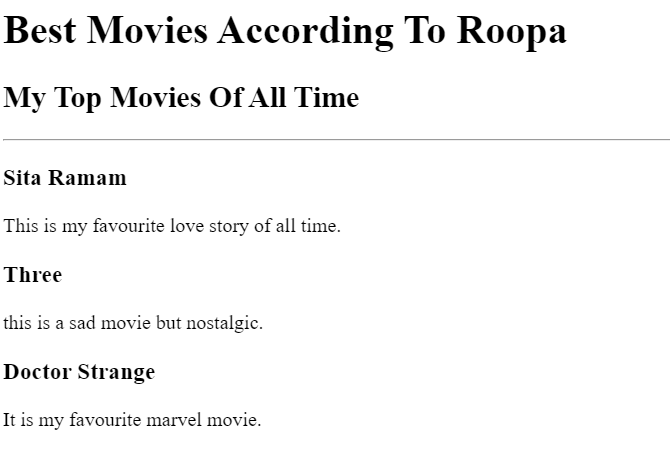 Best Movies According To Roopa
My Top Movies Of All Time
Sita Ramam
This is my favourite love story of all time.
Three
this is a sad movie but nostalgic.
Doctor Strange
It is my favourite marvel movie.